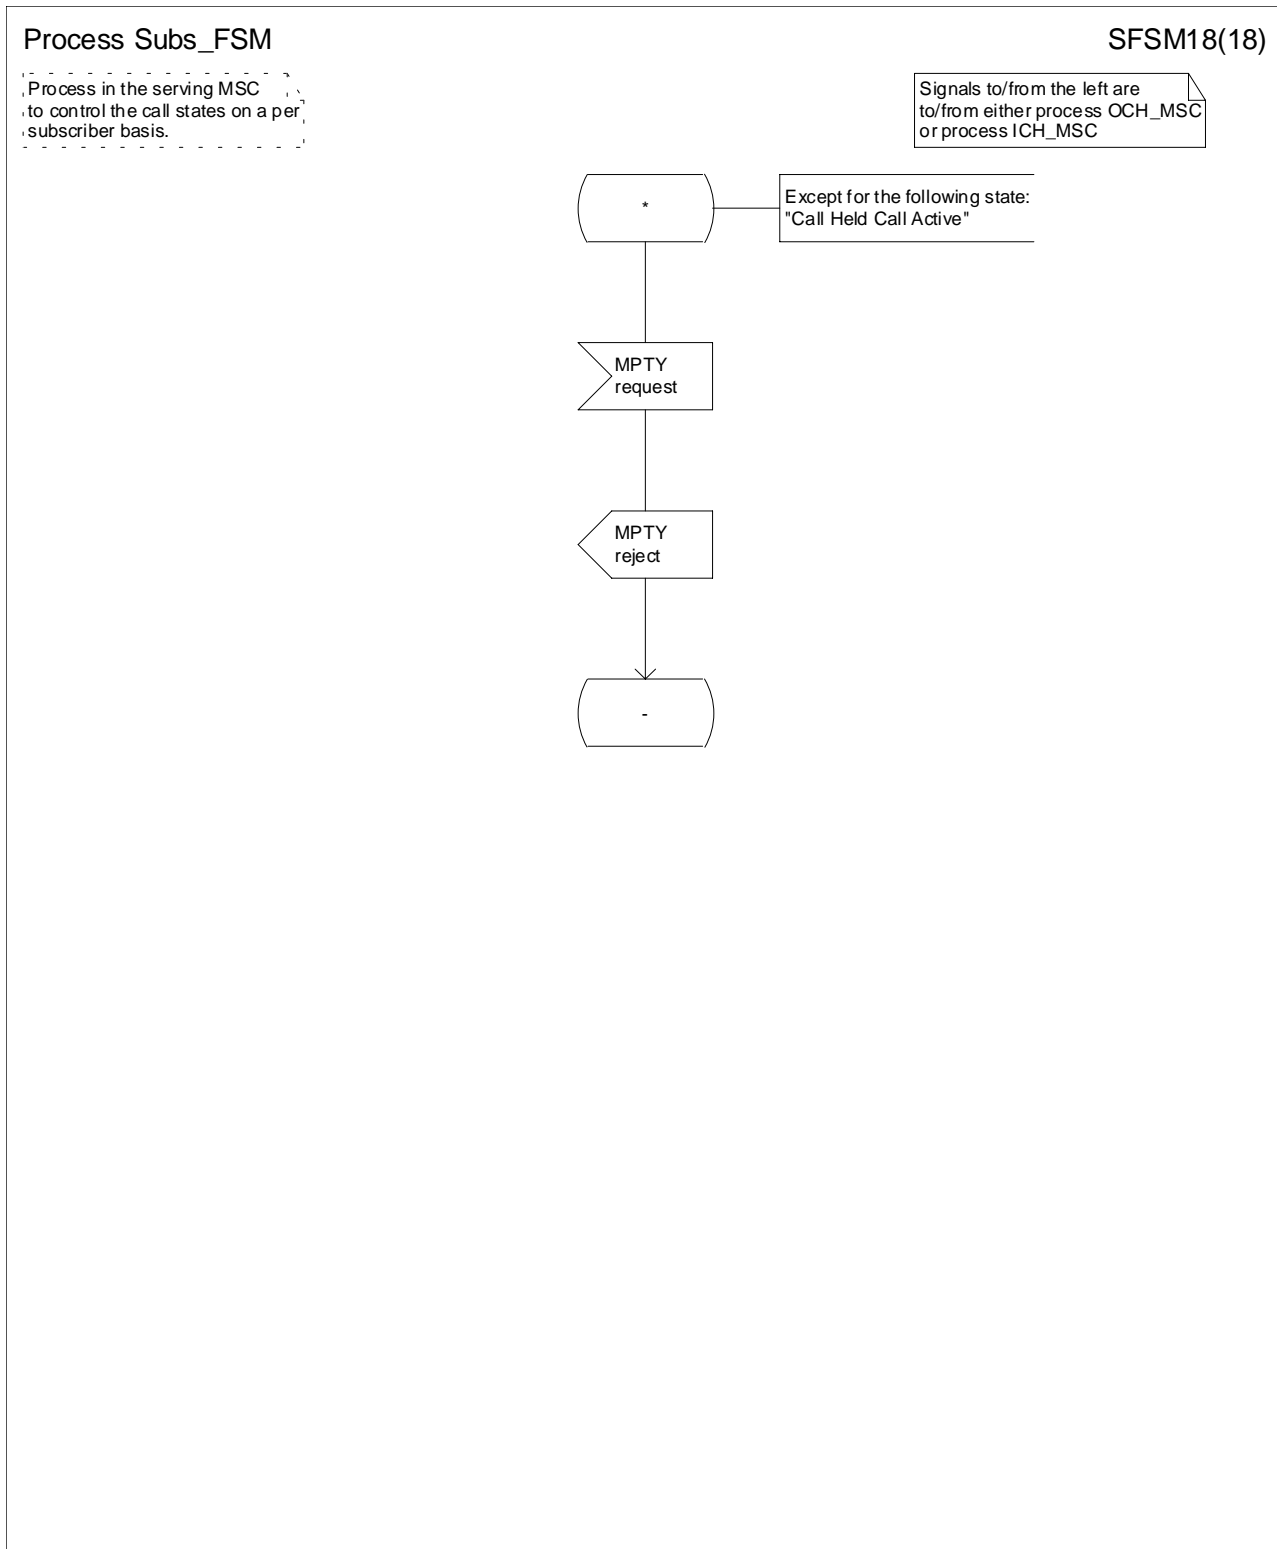 Process Subs_FSM
SFSM18(18)
Process in the serving MSC
to control the call states on a per
subscriber basis.
Signals to/from the left are
to/from either process OCH_MSC
or process ICH_MSC
*
Except for the following state:
"Call Held Call Active"
MPTY
request
MPTY
reject
-